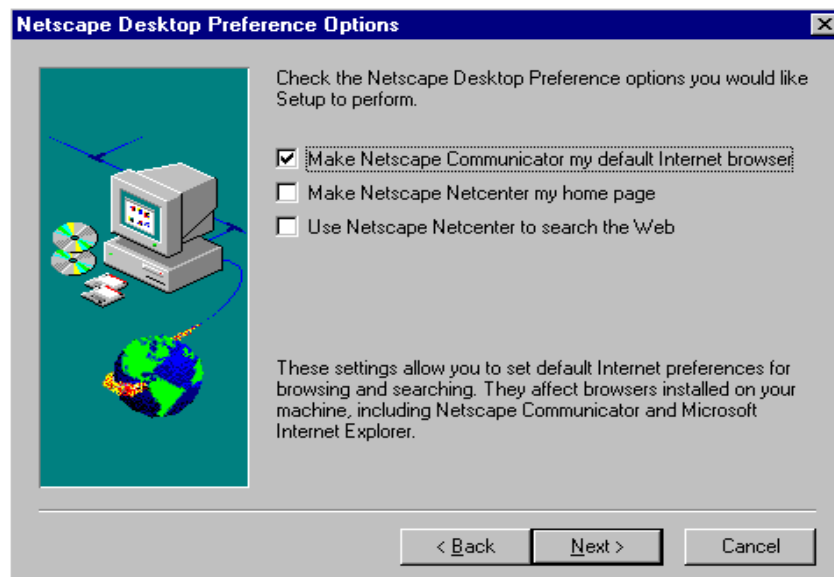 Netscape Desktop Preference Options
Check the Netscape Desktop Preference options you would like
Setup to perform.
Make Netscape Communicator my default Internet browser
Make Netscape Netcenter my home page
Use Netscape Netcenter to search the Web
These settings allow you to set default Internet preferences for
browsing and searching. They affect browsers installed on your
machine, including Netscape Communicator and Microsoft
Internet Explorer.
< Back
Next >
Cancel